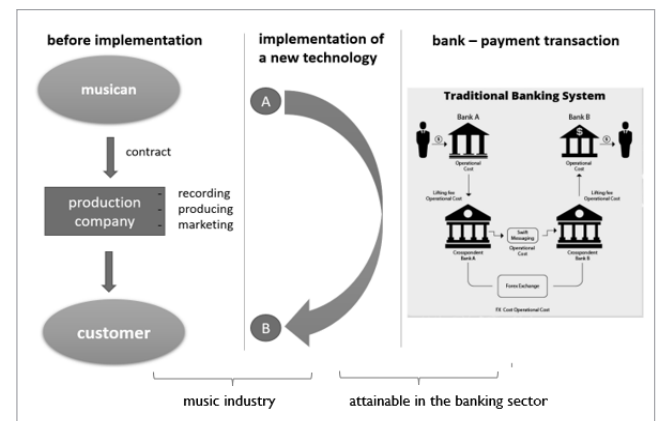 before implementation
implementation of
a new technology
bank – payment transaction
musican
contract
production
company
- recording
- producing
- marketing
customer
A
B
Traditional Banking System
Bank A
Bank B
$
$
$
Operational
Cost
Operational
Cost
Lifting fee
Operational Cost
Lifting fee
Operational Cost
Swift
Messaging
Operational
Cost
Bank A
Bank B
Forex Exchange
FX Cost Operational Cost
music industry
attainable in the banking sector